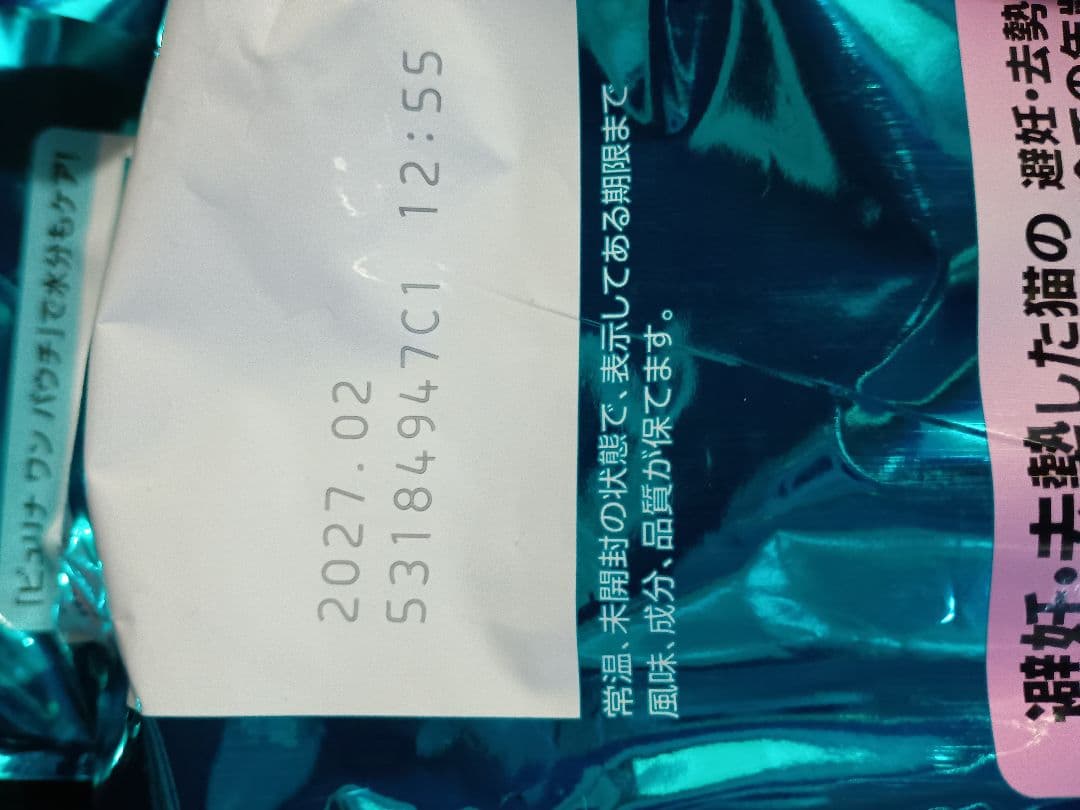 「ピュリナ ワン パウチ」で水分もケア!
2027.02
53184947C1 12:55
常温、未開封の状態で、表示してある期限まで
風味、成分、品質が保てます。
避妊・去勢した猫の
避妊・去勢